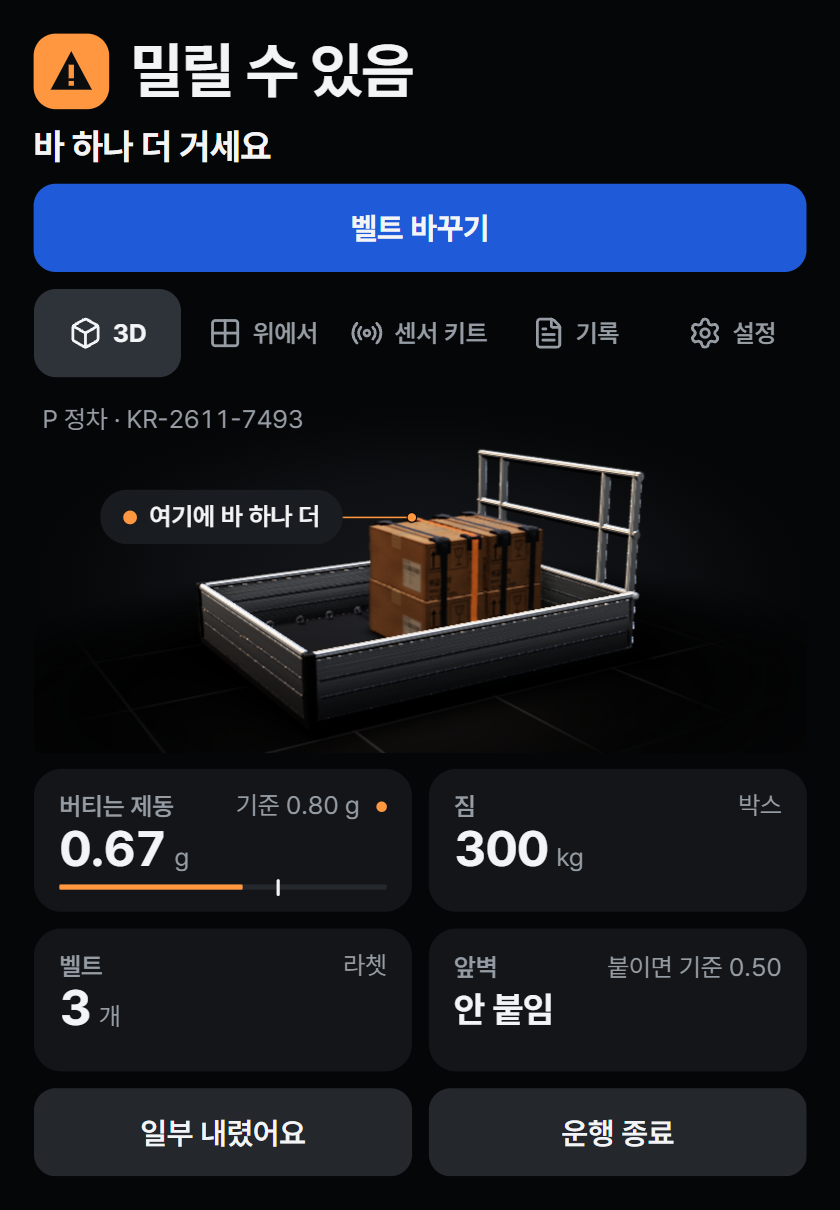 밀릴 수 있음
바 하나 더 거세요
벨트 바꾸기
3D 위에서 센서 키트 기록 설정
P 정차 · KR-2611-7493
여기에 바 하나 더
버티는 제동 기준 0.80 g
0.67 g
짐 박스
300 kg
벨트 라쳇
3 개
앞벽 붙이면 기준 0.50
안 붙임
일부 내렸어요
운행 종료